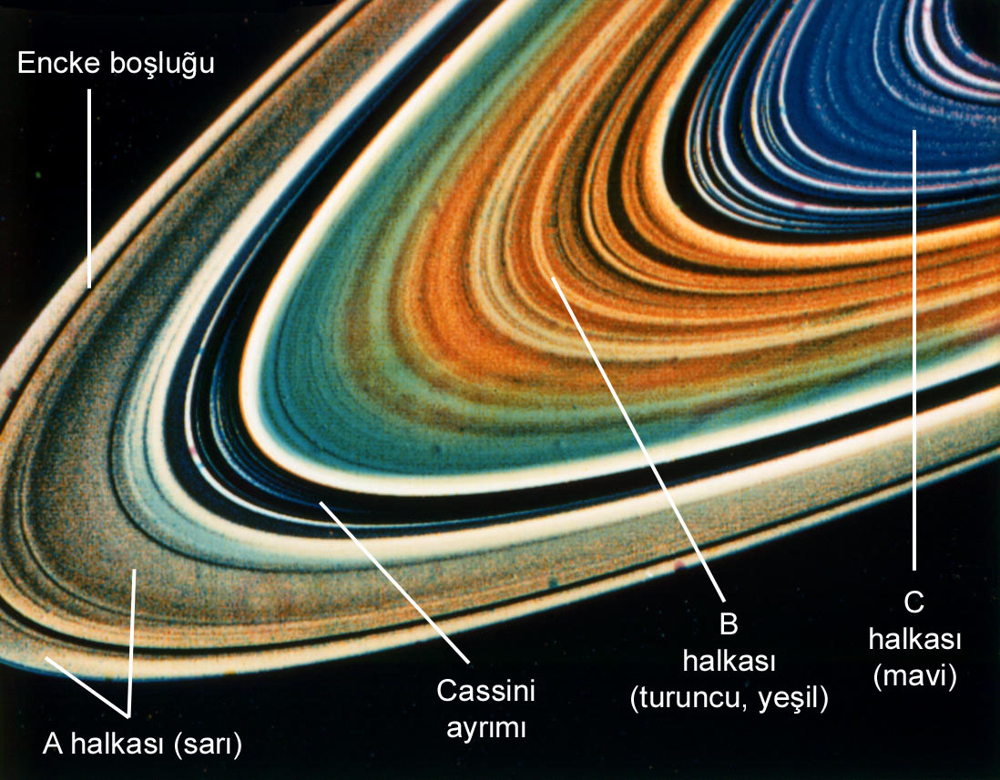 Encke boşluğu
C
halkası
(mavi)
B
halkası
(turuncu, yeşil)
Cassini
ayrımı
A halkası (sarı)